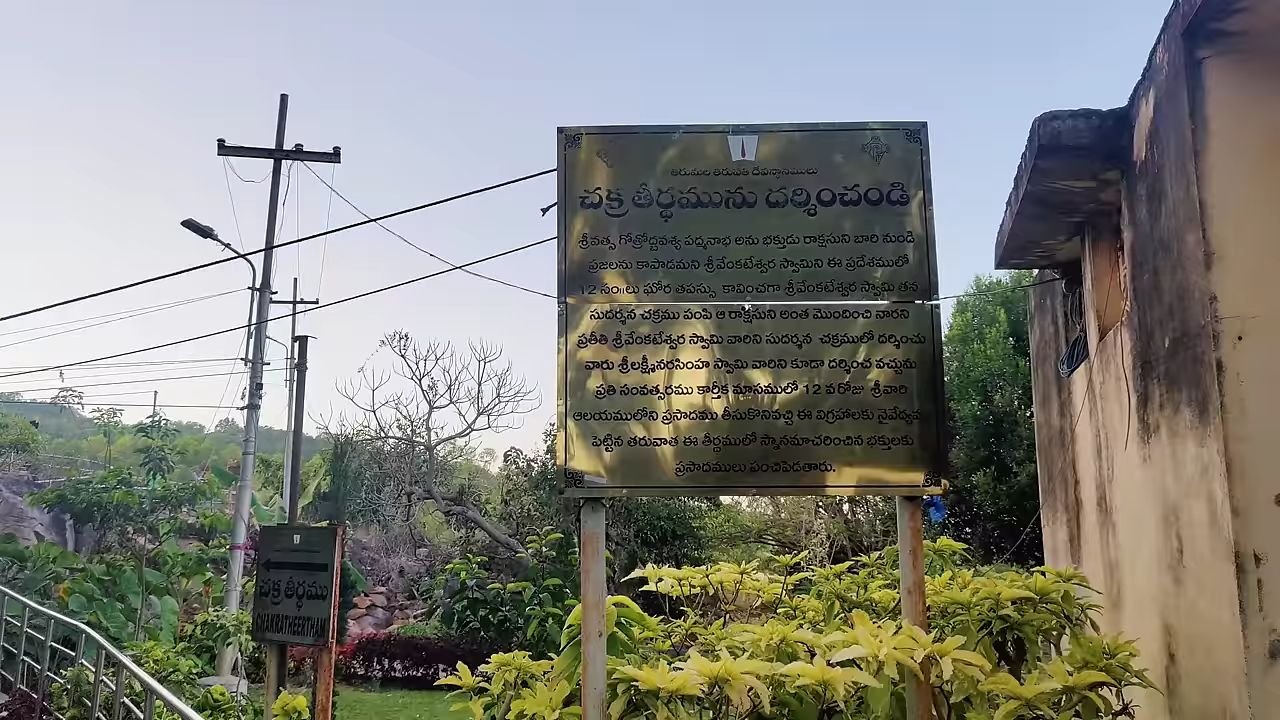 తిరుమల తిరుపతి దేవస్థానములు
చక్ర తీర్థమును దర్శించండి
శ్రీవత్స గోత్రోద్భవశ్య పద్మనాభ అను భక్తుడు రాక్షసుని బారి నుండి
ప్రజలను కాపాడమని శ్రీవేంకటేశ్వర స్వామిని ఈ ప్రదేశములో
12 సం॥లు ఘోర తపస్సు కావించగా శ్రీవేంకటేశ్వర స్వామి తన
సుదర్శన చక్రము పంపి ఆ రాక్షసుని అంత మొందించి నారని
ప్రతీతి శ్రీవేంకటేశ్వర స్వామి వారిని సుదర్శన చక్రములో దర్శించు
వారు శ్రీలక్ష్మీనరసింహ స్వామి వారిని కూడా దర్శించ వచ్చును
ప్రతి సంవత్సరము కార్తీక మాసములో 12 వ రోజు శ్రీవారి
ఆలయములోని ప్రసాదము తీసుకొనివచ్చి ఈ విగ్రహాలకు నైవేద్యం
పెట్టిన తరువాత ఈ తీర్థములో స్నానమాచరించిన భక్తులకు
ప్రసాదములు పంచిపెడతారు.
చక్ర తీర్థము
CHAKRATHEERTHAM